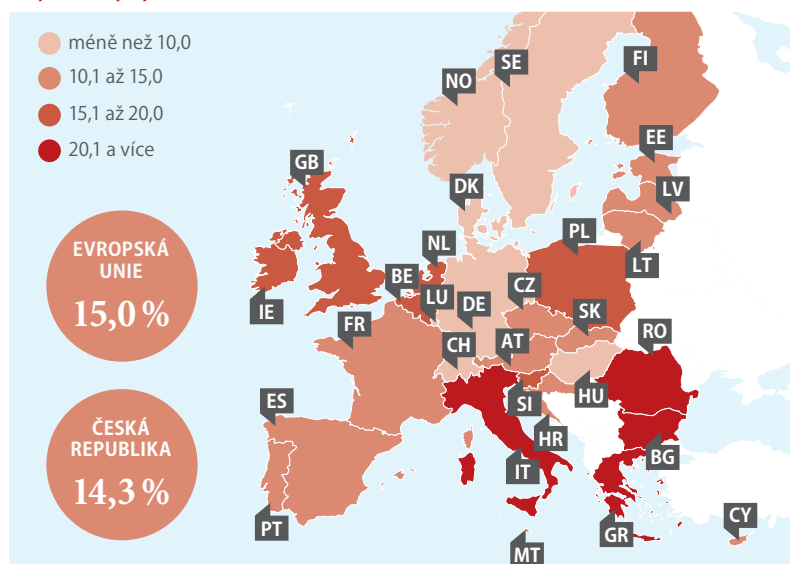 méně než 10,0
10,1 až 15,0
15,1 až 20,0
20,1 a více
EVROPSKÁ
UNIE
15,0 %
ČESKÁ
REPUBLIKA
14,3 %
SE
FI
NO
EE
GB
DK
LV
NL
PL
BE
LT
LU
CZ
IE
DE
SK
FR
RO
CH
AT
ES
SI
HU
HR
BG
IT
PT
GR
CY
MT